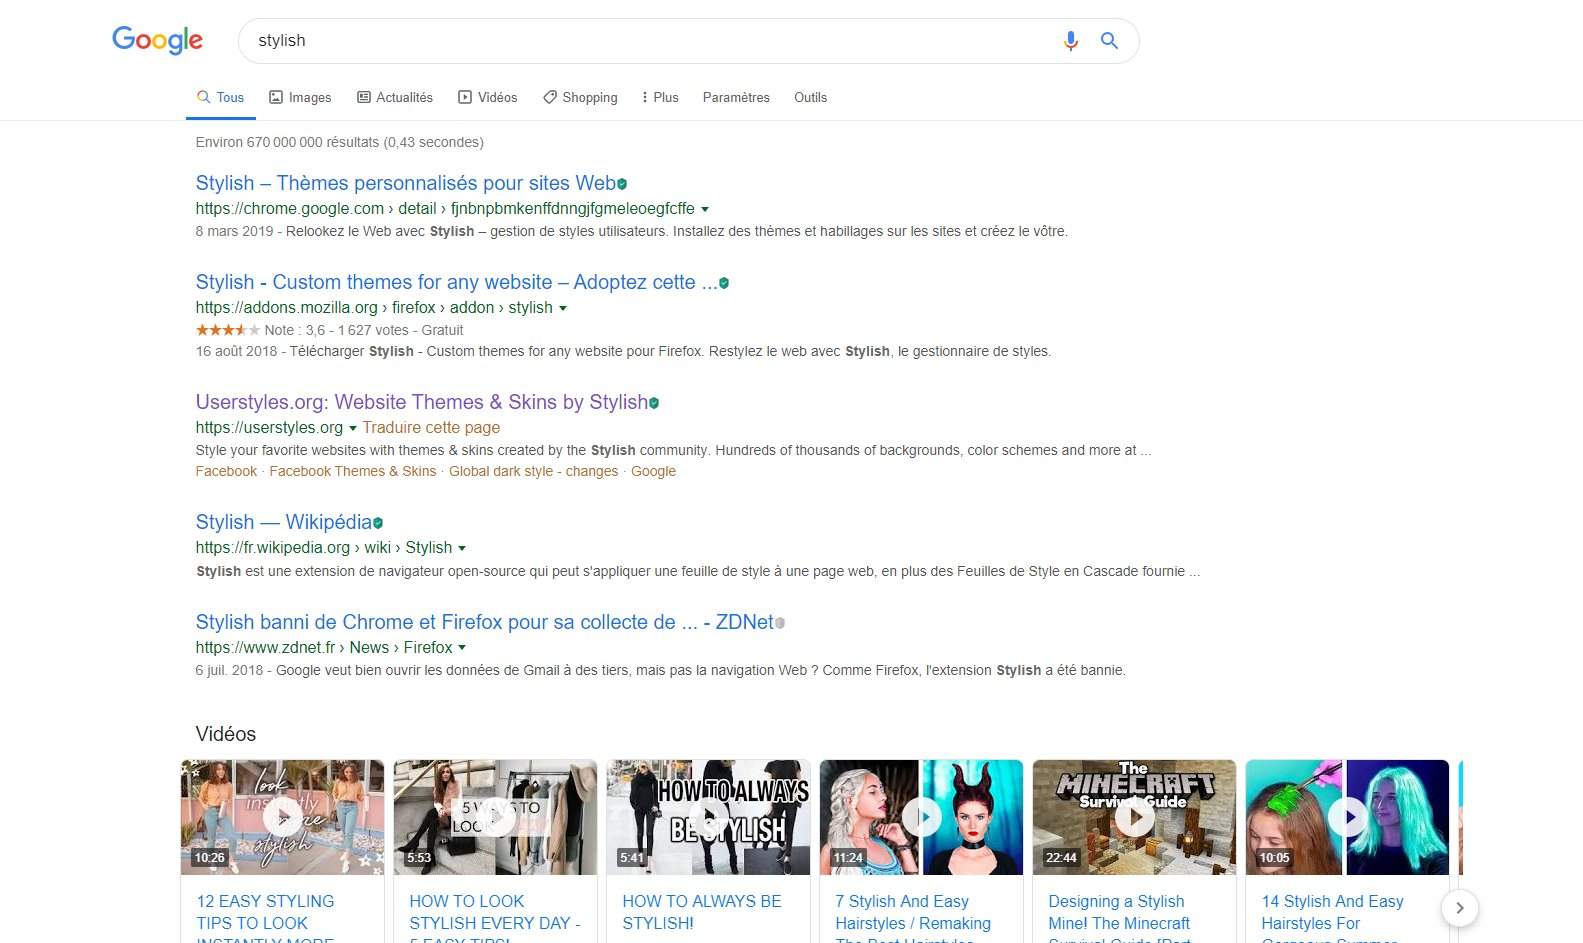 Google
stylish
Tous Images Actualités Vidéos Shopping Plus Paramètres Outils
Environ 670 000 000 résultats (0,43 secondes)
Stylish – Thèmes personnalisés pour sites Web
https://chrome.google.com › detail › fjnbnpbmkenffdnngjfgmeleoegfcffe
8 mars 2019 - Relookez le Web avec Stylish – gestion de styles utilisateurs. Installez des thèmes et habillages sur les sites et créez le vôtre.
Stylish - Custom themes for any website – Adoptez cette ...
https://addons.mozilla.org › firefox › addon › stylish
Note : 3,6 - 1 627 votes - Gratuit
16 août 2018 - Télécharger Stylish - Custom themes for any website pour Firefox. Restylez le web avec Stylish, le gestionnaire de styles.
Userstyles.org: Website Themes & Skins by Stylish
https://userstyles.org Traduire cette page
Style your favorite websites with themes & skins created by the Stylish community. Hundreds of thousands of backgrounds, color schemes and more at ...
Facebook · Facebook Themes & Skins · Global dark style - changes · Google
Stylish — Wikipédia
https://fr.wikipedia.org › wiki › Stylish
Stylish est une extension de navigateur open-source qui peut s'appliquer une feuille de style à une page web, en plus des Feuilles de Style en Cascade fournie ...
Stylish banni de Chrome et Firefox pour sa collecte de ... - ZDNet
https://www.zdnet.fr › News › Firefox
6 juil. 2018 - Google veut bien ouvrir les données de Gmail à des tiers, mais pas la navigation Web ? Comme Firefox, l'extension Stylish a été bannie.
Vidéos
look
instantly
more
stylish
10:26
12 EASY STYLING
TIPS TO LOOK
INSTANTLY MORE
5 WAYS TO
LOOK
5:53
HOW TO LOOK
STYLISH EVERY DAY -
5 EASY TIPS!
HOW TO ALWAYS
BE STYLISH
5:41
HOW TO ALWAYS BE
STYLISH!
11:24
7 Stylish And Easy
Hairstyles / Remaking
The Best Hairstyles
The
MINECRAFT
Survival Guide
22:44
Designing a Stylish
Mine! The Minecraft
Survival Guide [Part
10:05
14 Stylish And Easy
Hairstyles For
Gorgeous Summer